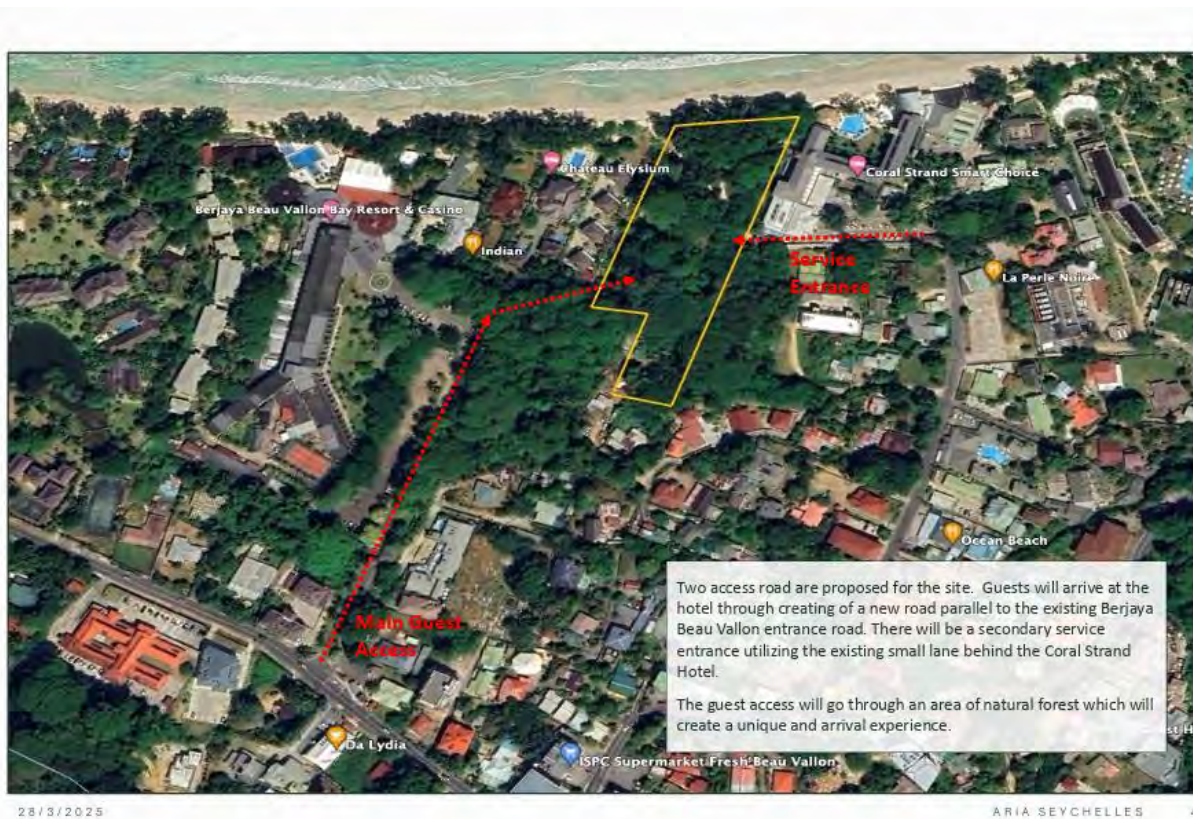 Chateau Elysium
Coral Strand Smart Choice
Berjaya Beau Vallon Bay Resort & Casino
Indian
Service
Entrance
La Perle Noire
Ocean Beach
Main Guest
Access
Two access road are proposed for the site. Guests will arrive at the
hotel through creating of a new road parallel to the existing Berjaya
Beau Vallon entrance road. There will be a secondary service
entrance utilizing the existing small lane behind the Coral Strand
Hotel.
The guest access will go through an area of natural forest which will
create a unique and arrival experience.
Da Lydia
ISPC Supermarket Fresh Beau Vallon
28/3/2025
ARIA SEYCHELLES